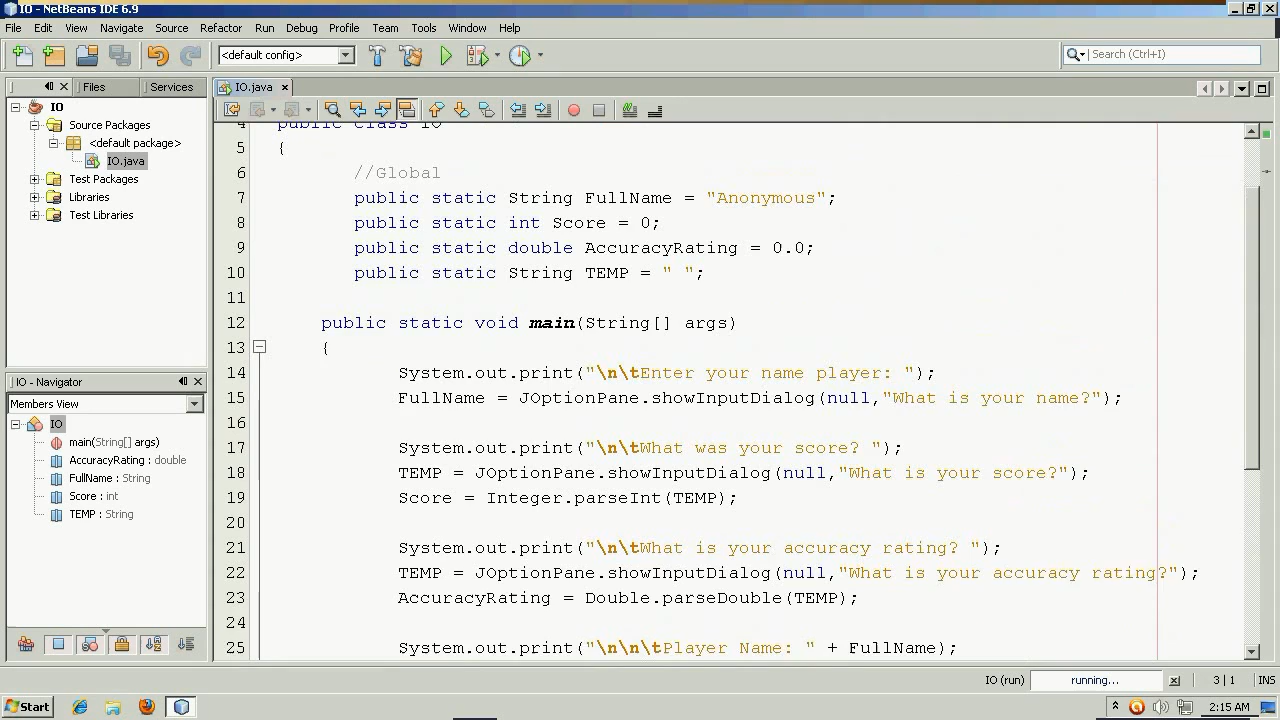 IO - NetBeans IDE 6.9
File Edit View Navigate Source Refactor Run Debug Profile Team Tools Window Help
<default config>
Search (Ctrl+I)
Files Services
IO.java
IO
Source Packages
<default package>
IO.java
Test Packages
Libraries
Test Libraries
IO - Navigator
Members View
IO
main(String[] args)
AccuracyRating : double
FullName : String
Score : int
TEMP : String
4 public class IO
5 {
6 //Global
7 public static String FullName = "Anonymous";
8 public static int Score = 0;
9 public static double AccuracyRating = 0.0;
10 public static String TEMP = " ";
11
12 public static void main(String[] args)
13 {
14 System.out.print("\n\tEnter your name player: ");
15 FullName = JOptionPane.showInputDialog(null,"What is your name?");
16
17 System.out.print("\n\tWhat was your score? ");
18 TEMP = JOptionPane.showInputDialog(null,"What is your score?");
19 Score = Integer.parseInt(TEMP);
20
21 System.out.print("\n\tWhat is your accuracy rating? ");
22 TEMP = JOptionPane.showInputDialog(null,"What is your accuracy rating?");
23 AccuracyRating = Double.parseDouble(TEMP);
24
25 System.out.print("\n\n\tPlayer Name: " + FullName);
IO (run) running... 3 | 1 INS
Start 2:15 AM